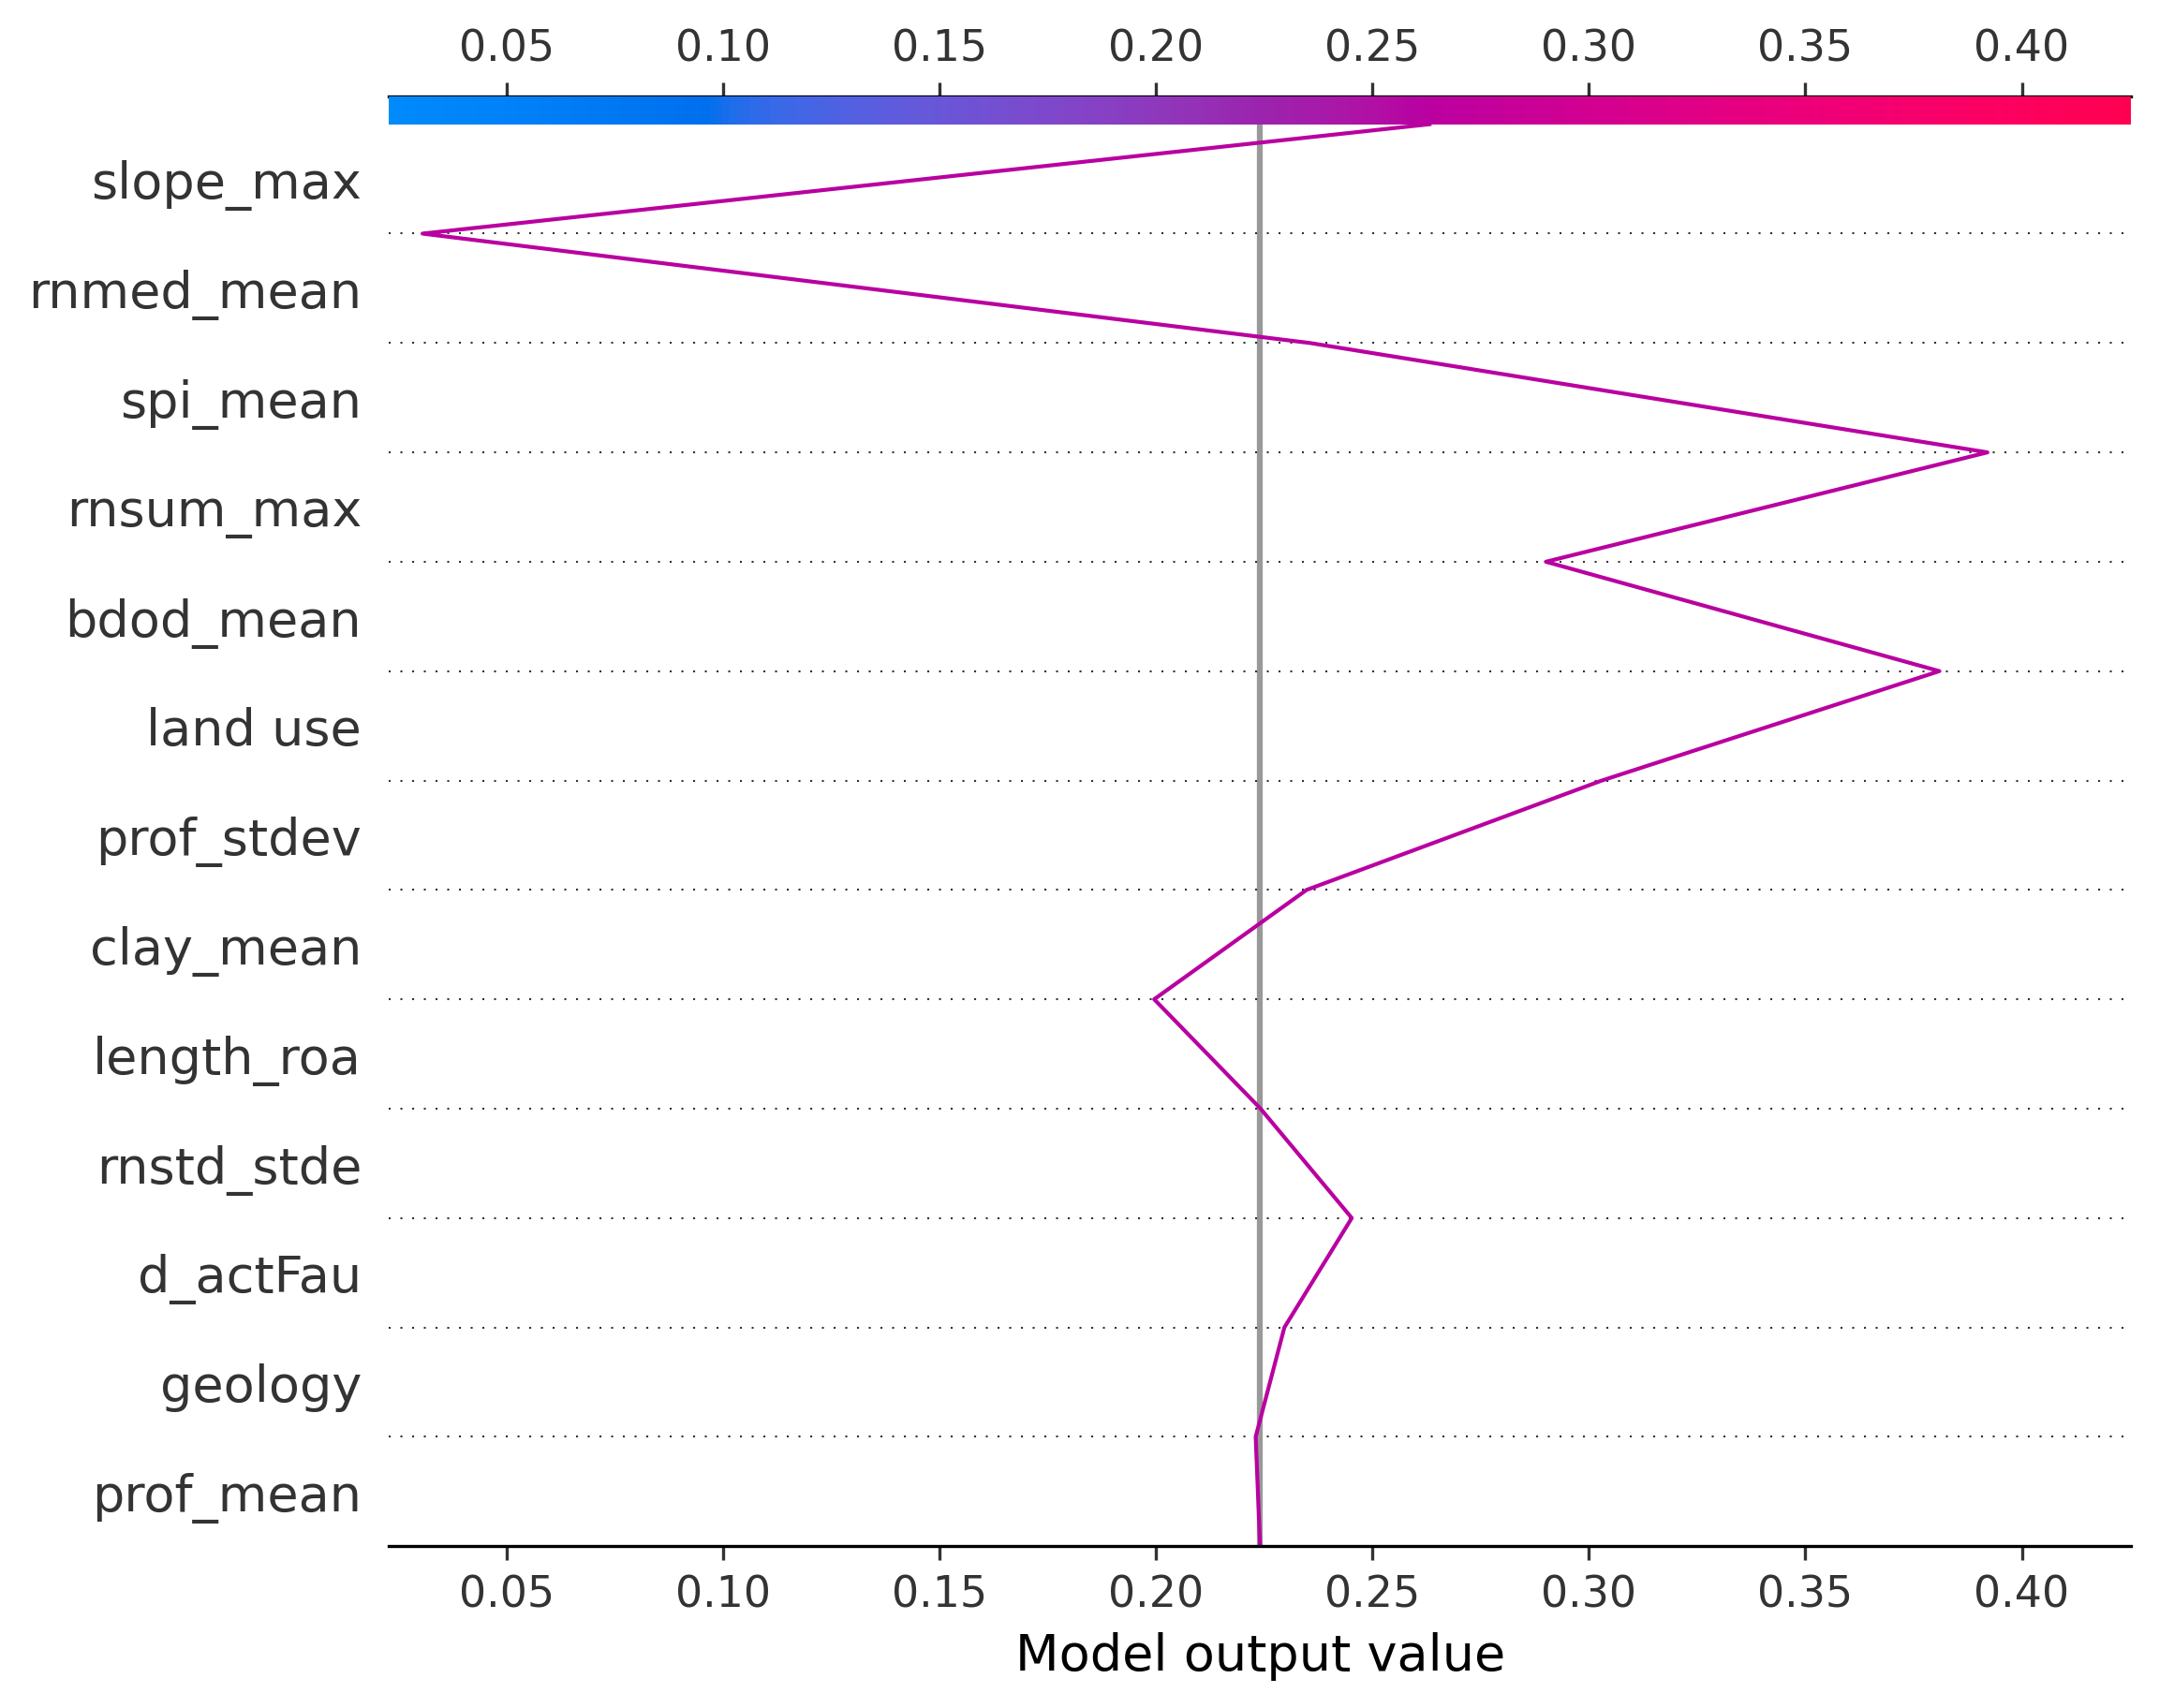 0.05 0.10 0.15 0.20 0.25 0.30 0.35 0.40
slope_max
rnmed_mean
spi_mean
rnsum_max
bdod_mean
land use
prof_stdev
clay_mean
length_roa
rnstd_stde
d_actFau
geology
prof_mean
0.05 0.10 0.15 0.20 0.25 0.30 0.35 0.40
Model output value